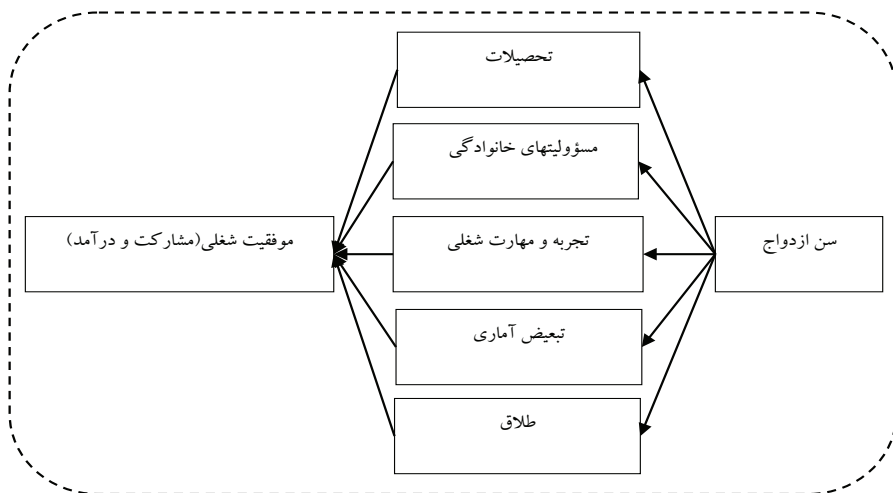 تحصیلات
مسؤولیتهای خانوادگی
سن ازدواج
تجربه و مهارت شغلی
موفقیت شغلی(مشارکت و درآمد)
تبعیض آماری
طلاق